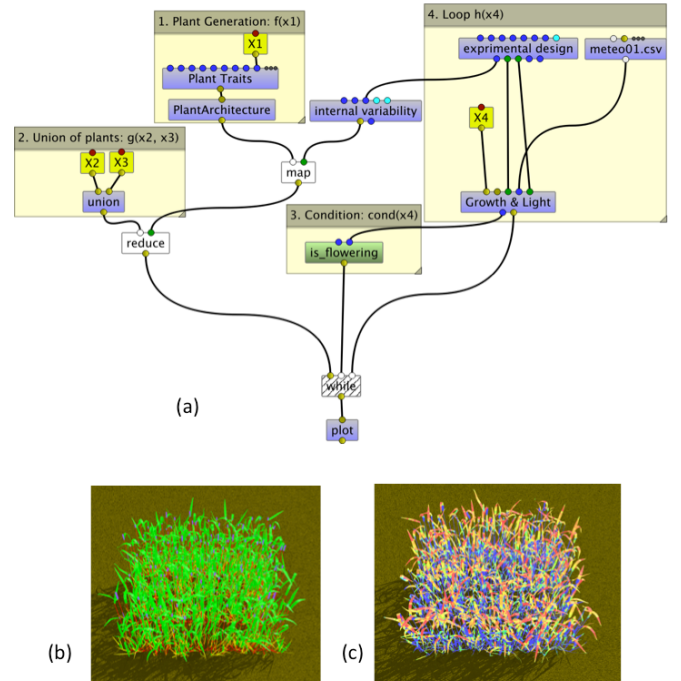 1. Plant Generation: f(x1)
X1
Plant Traits
PlantArchitecture
4. Loop h(x4)
exprimental design
meteo01.csv
internal variability
X4
Growth & Light
2. Union of plants: g(x2, x3)
X2
X3
union
map
reduce
3. Condition: cond(x4)
is_flowering
while
plot
(a)
(b)
(c)